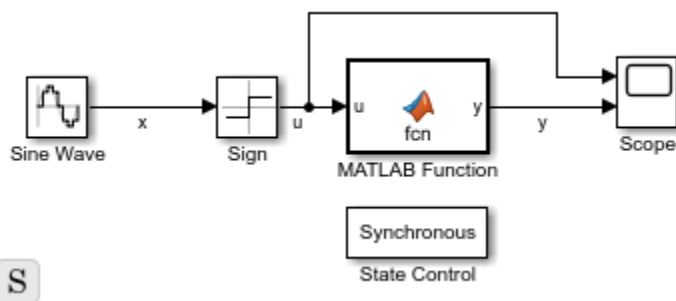 x
Sine Wave
u
Sign
u
fcn
y
MATLAB Function
y
Scope
Synchronous
State Control
S